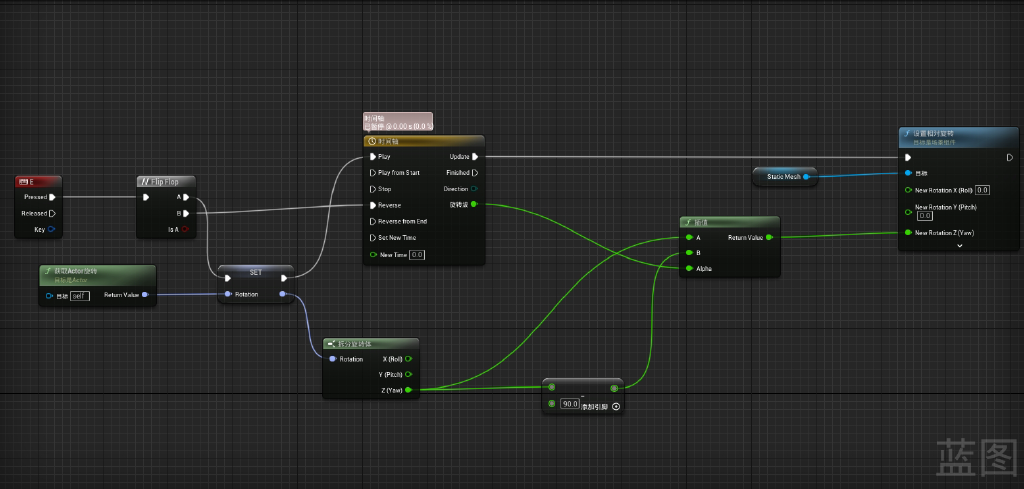 时间轴
已暂停 @ 0.00 s (0.0 %)
时间轴
Play
Update
Play from Start
Finished
Stop
Direction
Reverse
旋转该
Reverse from End
Set New Time
New Time 0.0
E
Pressed
Released
Key
Flip Flop
A
B
Is A
获取Actor旋转
目标是Actor
目标 self
Return Value
SET
Rotation
拆分旋转体
Rotation
X (Roll)
Y (Pitch)
Z (Yaw)
90.0
添加引脚
插值
A
Return Value
B
Alpha
Static Mesh
设置相对旋转
目标是场景组件
目标
New Rotation X (Roll) 0.0
New Rotation Y (Pitch)
0.0
New Rotation Z (Yaw)
蓝图